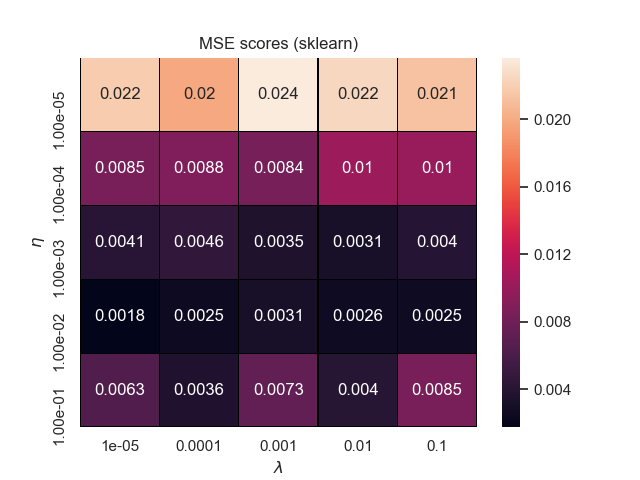 MSE scores (sklearn)
η
1.00e-05 0.022 0.02 0.024 0.022 0.021
1.00e-04 0.0085 0.0088 0.0084 0.01 0.01
1.00e-03 0.0041 0.0046 0.0035 0.0031 0.004
1.00e-02 0.0018 0.0025 0.0031 0.0026 0.0025
1.00e-01 0.0063 0.0036 0.0073 0.004 0.0085
1e-05 0.0001 0.001 0.01 0.1
λ
0.020
0.016
0.012
0.008
0.004